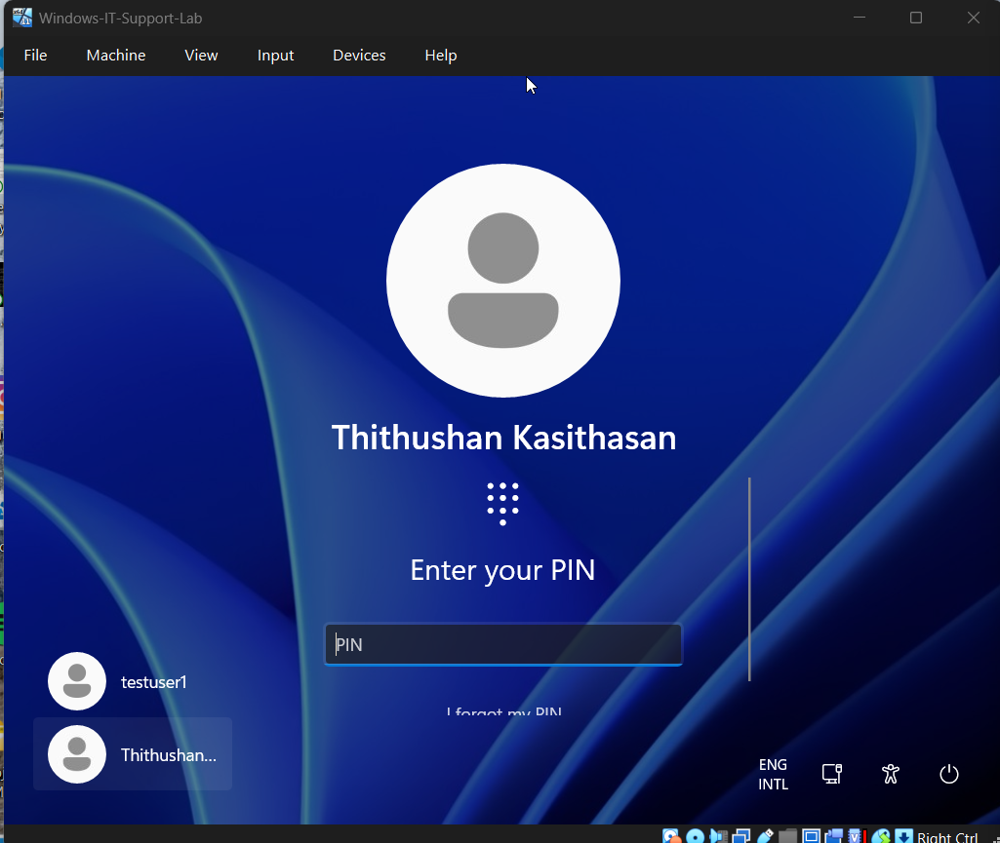 Windows-IT-Support-Lab
File Machine View Input Devices Help
Thithushan Kasithasan
Enter your PIN
PIN
I forgot my PIN
testuser1
Thithushan...
ENG
INTL
Right Ctrl